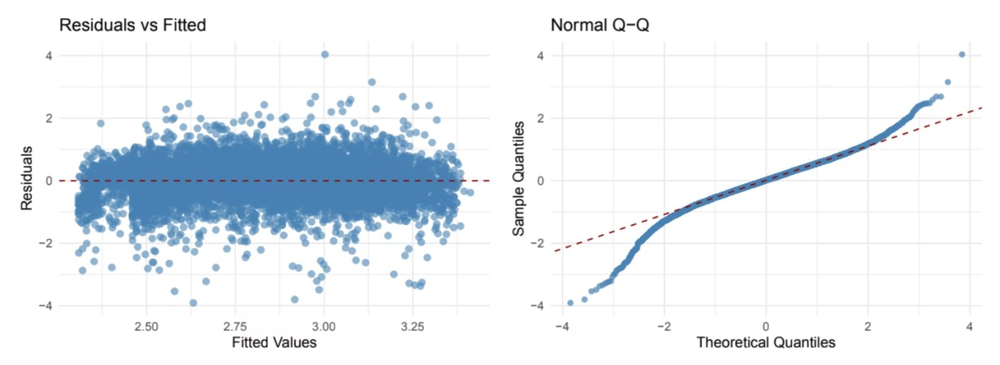 Residuals vs Fitted
4
2
0
−2
−4
Residuals
2.50 2.75 3.00 3.25
Fitted Values
Normal Q−Q
4
2
0
−2
−4
Sample Quantiles
−4 −2 0 2 4
Theoretical Quantiles